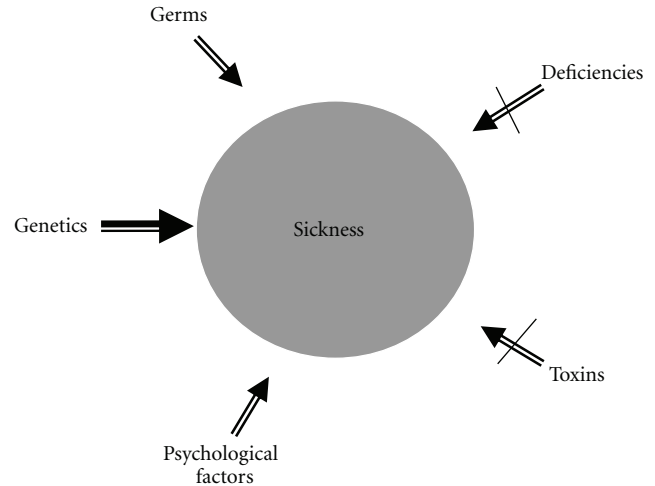 Germs
Deficiencies
Genetics
Sickness
Toxins
Psychological
factors